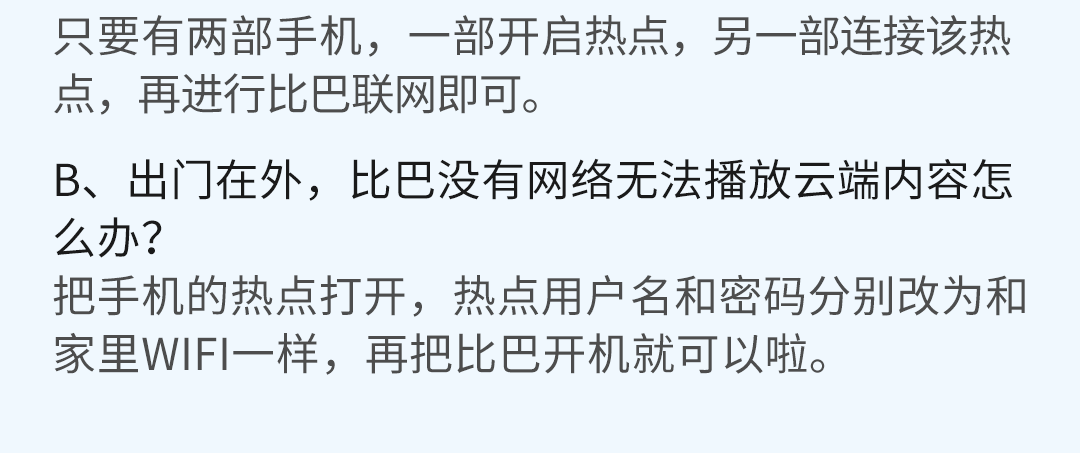 只要有两部手机，一部开启热点，另一部连接该热
点，再进行比巴联网即可。
B、出门在外，比巴没有网络无法播放云端内容怎
么办？
把手机的热点打开，热点用户名和密码分别改为和
家里WIFI一样，再把比巴开机就可以啦。